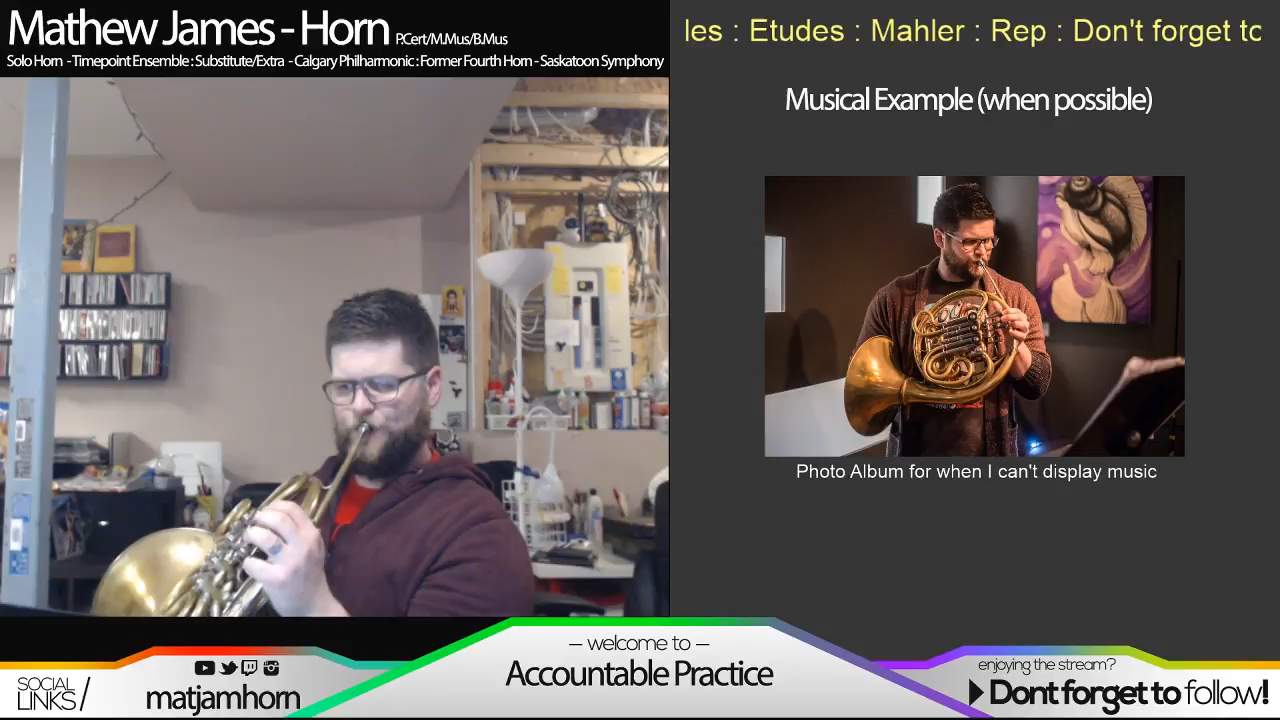 Mathew James - Horn P.Cert/M.Mus/B.Mus
Solo Horn - Timepoint Ensemble : Substitute/Extra - Calgary Philharmonic : Former Fourth Horn - Saskatoon Symphony
les : Etudes : Mahler : Rep : Don't forget to
Musical Example (when possible)
Photo Album for when I can't display music
SOCIAL
LINKS /
matjamhorn
– welcome to –
Accountable Practice
enjoying the stream?
Dont forget to follow!